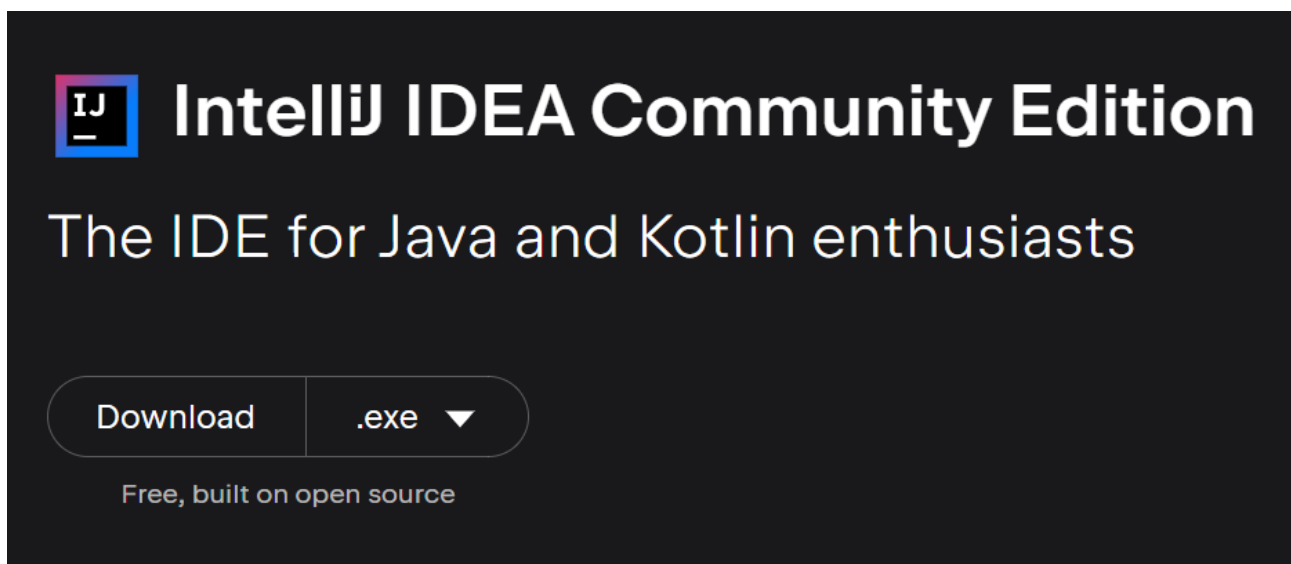 IJ
IntelliJ IDEA Community Edition
The IDE for Java and Kotlin enthusiasts
Download .exe
Free, built on open source